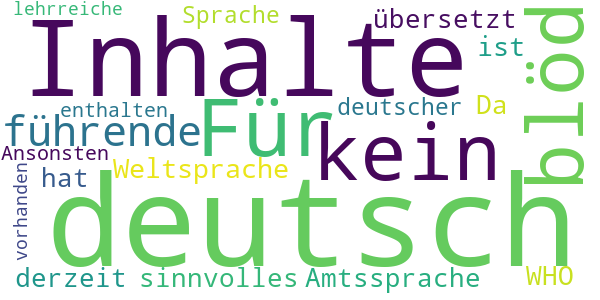 lehrreiche
Sprache
übersetzt
blöd
Inhalte
ist
enthalten
Für
deutscher
Da
führende
kein
Ansonsten
Weltsprache
hat
vorhanden
deutsch
derzeit
sinnvolles
Amtssprache
WHO